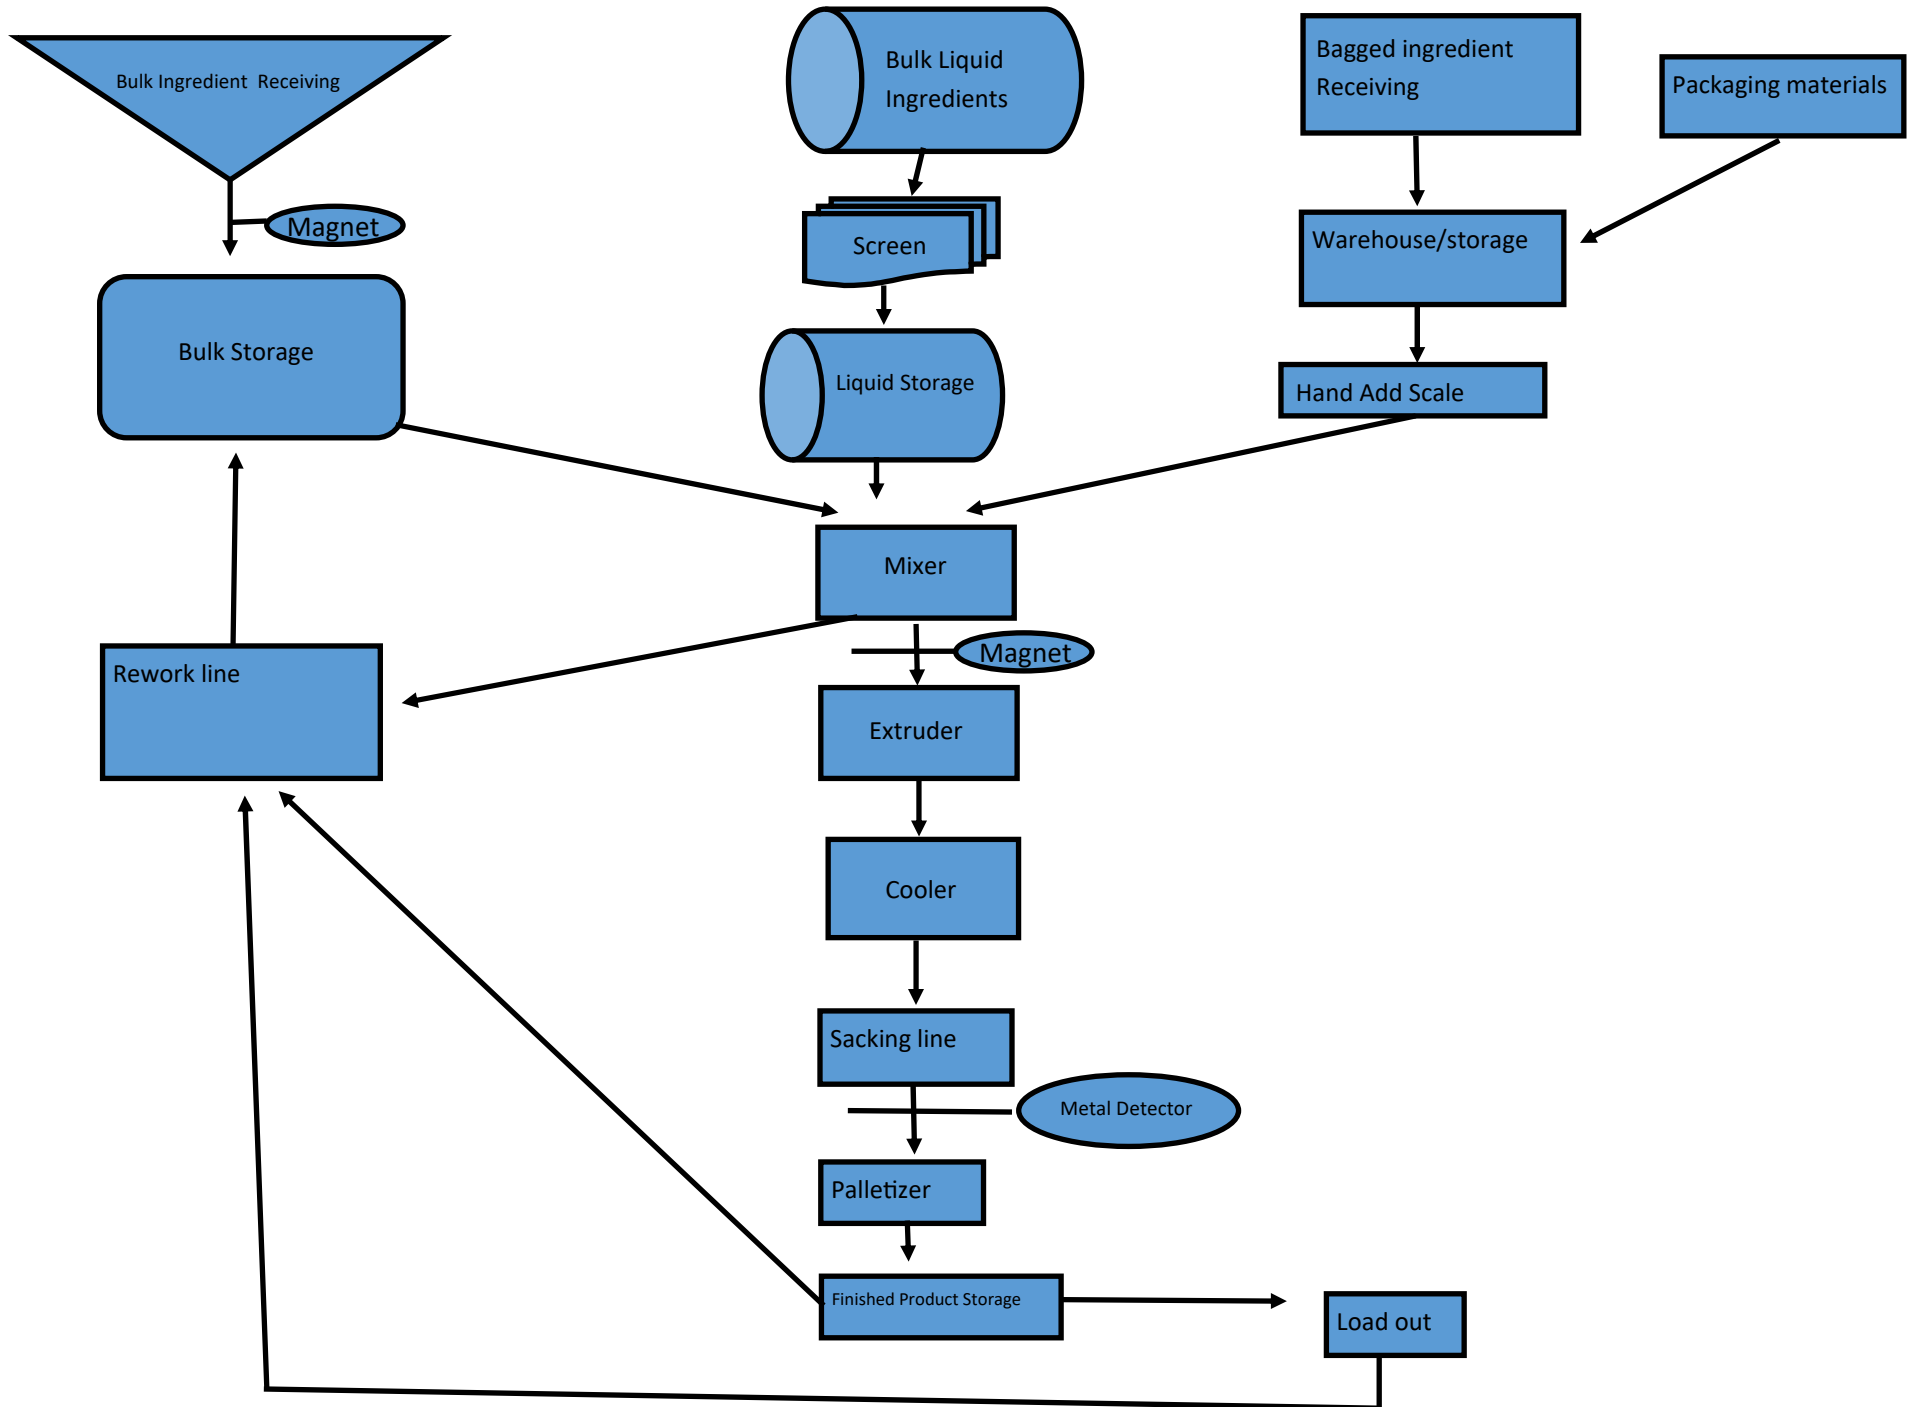 Bulk Ingredient  Receiving
Bulk Liquid
Ingredients
Bagged ingredient
Receiving
Packaging materials
Magnet
Screen
Warehouse/storage
Bulk Storage
Liquid Storage
Hand Add Scale
Mixer
Magnet
Rework line
Extruder
Cooler
Sacking line
Metal Detector
Palletizer
Finished Product Storage
Load out